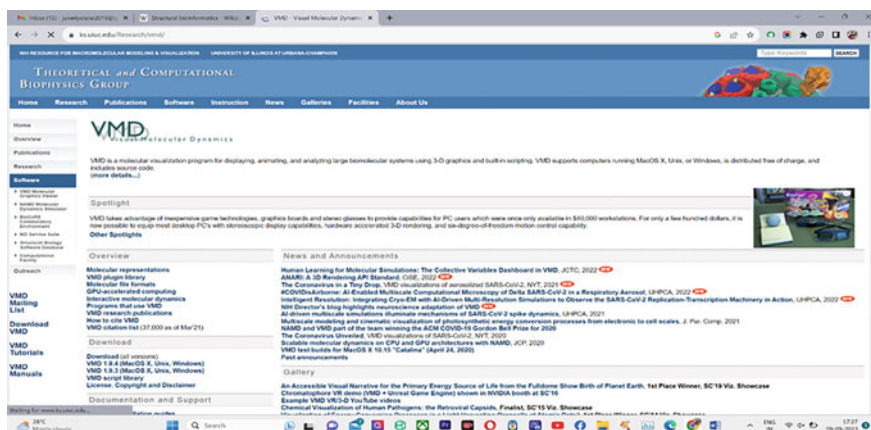 VMD - Visual Molecular Dynamics
ks.uiuc.edu/Research/vmd/
NIH RESOURCE FOR MACROMOLECULAR MODELING & VISUALIZATION UNIVERSITY OF ILLINOIS AT URBANA-CHAMPAIGN
Type Keywords SEARCH
THEORETICAL and COMPUTATIONAL
BIOPHYSICS GROUP
Home Research Publications Software Instruction News Galleries Facilities About Us
Home
Overview
Publications
Research
Software
VMD Molecular
Graphics Viewer
NAMD Molecular
Dynamics Simulator
BioCoRE
Collaboratory
Environment
MD Service Suite
Structural Biology
Software Database
Computational
Facility
Outreach
VMD
Mailing
List
Download
VMD
VMD
Tutorials
VMD
Manuals
VMD
Visual Molecular Dynamics
VMD is a molecular visualization program for displaying, animating, and analyzing large biomolecular systems using 3-D graphics and built-in scripting. VMD supports computers running MacOS X, Unix, or Windows, is distributed free of charge, and
includes source code.
(more details...)
Spotlight
VMD takes advantage of inexpensive game technologies, graphics boards and stereo glasses to provide capabilities for PC users which were once only available in $40,000 workstations. For only a few hundred dollars, it is
now possible to equip most desktop PC's with stereoscopic display capabilities, hardware accelerated 3-D rendering, and six-degree-of-freedom motion control capability.
Other Spotlights
Overview
Molecular representations
VMD plugin library
Molecular file formats
GPU-accelerated computing
Interactive molecular dynamics
Programs that use VMD
VMD research publications
How to cite VMD
VMD citation list (37,000 as of Mar'21)
Download
Download (all versions)
VMD 1.9.4 (MacOS X, Unix, Windows)
VMD 1.9.3 (MacOS X, Unix, Windows)
VMD script library
License, Copyright and Disclaimer
Documentation and Support
News and Announcements
Human Learning for Molecular Simulations: The Collective Variables Dashboard in VMD, JCTC, 2022
ANARI: A 3D Rendering API Standard, CiSE, 2022
The Coronavirus in a Tiny Drop, VMD visualizations of aerosolized SARS-CoV-2, NYT, 2021
#COVIDisAirborne: AI-Enabled Multiscale Computational Microscopy of Delta SARS-CoV-2 in a Respiratory Aerosol, IJHPCA, 2022
Intelligent Resolution: Integrating Cryo-EM with AI-Driven Multi-Resolution Simulations to Observe the SARS-CoV-2 Replication-Transcription Machinery in Action, IJHPCA, 2022
NIH Director's blog highlights neuroscience adaptation of VMD
AI-driven multiscale simulations illuminate mechanisms of SARS-CoV-2 spike dynamics, IJHPCA, 2021
Multiscale modeling and cinematic visualization of photosynthetic energy conversion processes from electronic to cell scales, J. Par. Comp. 2021
NAMD and VMD part of the team winning the ACM COVID-19 Gordon Bell Prize for 2020
The Coronavirus Unveiled, VMD visualizations of SARS-CoV-2, NYT, 2020
Scalable molecular dynamics on CPU and GPU architectures with NAMD, JCP, 2020
VMD test builds for MacOS X 10.15 "Catalina" (April 24, 2020)
Past announcements
Gallery
An Accessible Visual Narrative for the Primary Energy Source of Life from the Fulldome Show Birth of Planet Earth, 1st Place Winner, SC'19 Viz. Showcase
Chromatophore VR demo (VMD + Unreal Game Engine) shown in NVIDIA booth at SC'16
Example VMD VR/3-D YouTube videos
Chemical Visualization of Human Pathogens: the Retroviral Capsids, Finalist, SC'15 Viz. Showcase
28°C
Search
ENG
IN
17:27